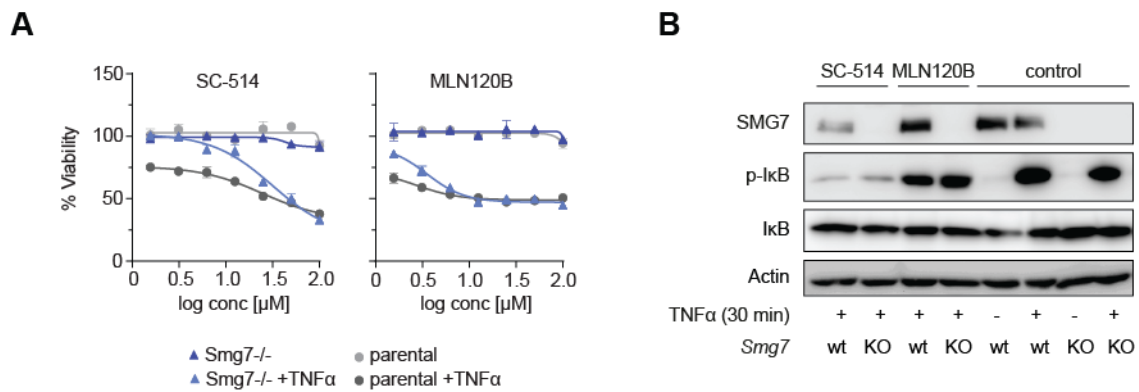 A
SC-514
MLN120B
% Viability
150
100
50
0
0.0 0.5 1.0 1.5 2.0
0.0 0.5 1.0 1.5 2.0
log conc [µM]
log conc [µM]
Smg7-/-
Smg7-/- +TNFα
parental
parental +TNFα
B
SC-514 MLN120B control
SMG7
p-IκB
IκB
Actin
TNFα (30 min) + + + + - + - +
Smg7 wt KO wt KO wt wt KO KO